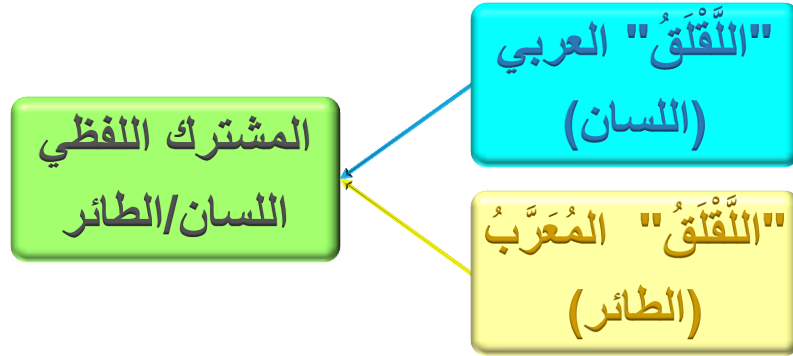 "اللَّقْلَقُ" العربي
(اللسان)
المشترك اللفظي
اللسان/الطائر
"اللَّقْلَقُ" المُعَرَّبُ
(الطائر)